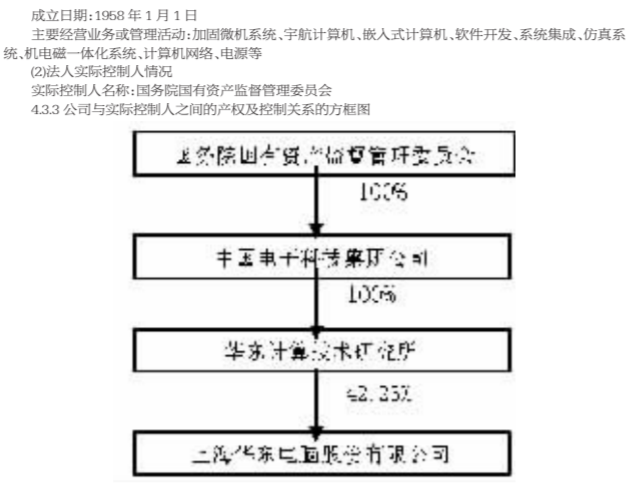 成立日期:1958年1月1日
主要经营业务或管理活动:加固微机系统、宇航计算机、嵌入式计算机、软件开发、系统集成、仿真系
统、机电磁一体化系统、计算机网络、电源等
(2)法人实际控制人情况
实际控制人名称:国务院国有资产监督管理委员会
4.3.3 公司与实际控制人之间的产权及控制关系的方框图
国务院国有资产监督管理委员会
100%
中国电子科技集团公司
100%
华东计算技术研究所
上海华东电脑股份有限公司